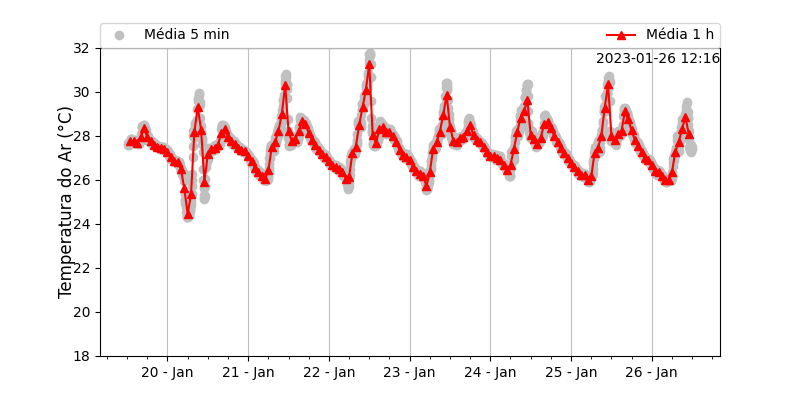 Média 5 min
Média 1 h
2023-01-26 12:16
Temperatura do Ar (°C)
32
30
28
26
24
22
20
18
20 - Jan
21 - Jan
22 - Jan
23 - Jan
24 - Jan
25 - Jan
26 - Jan